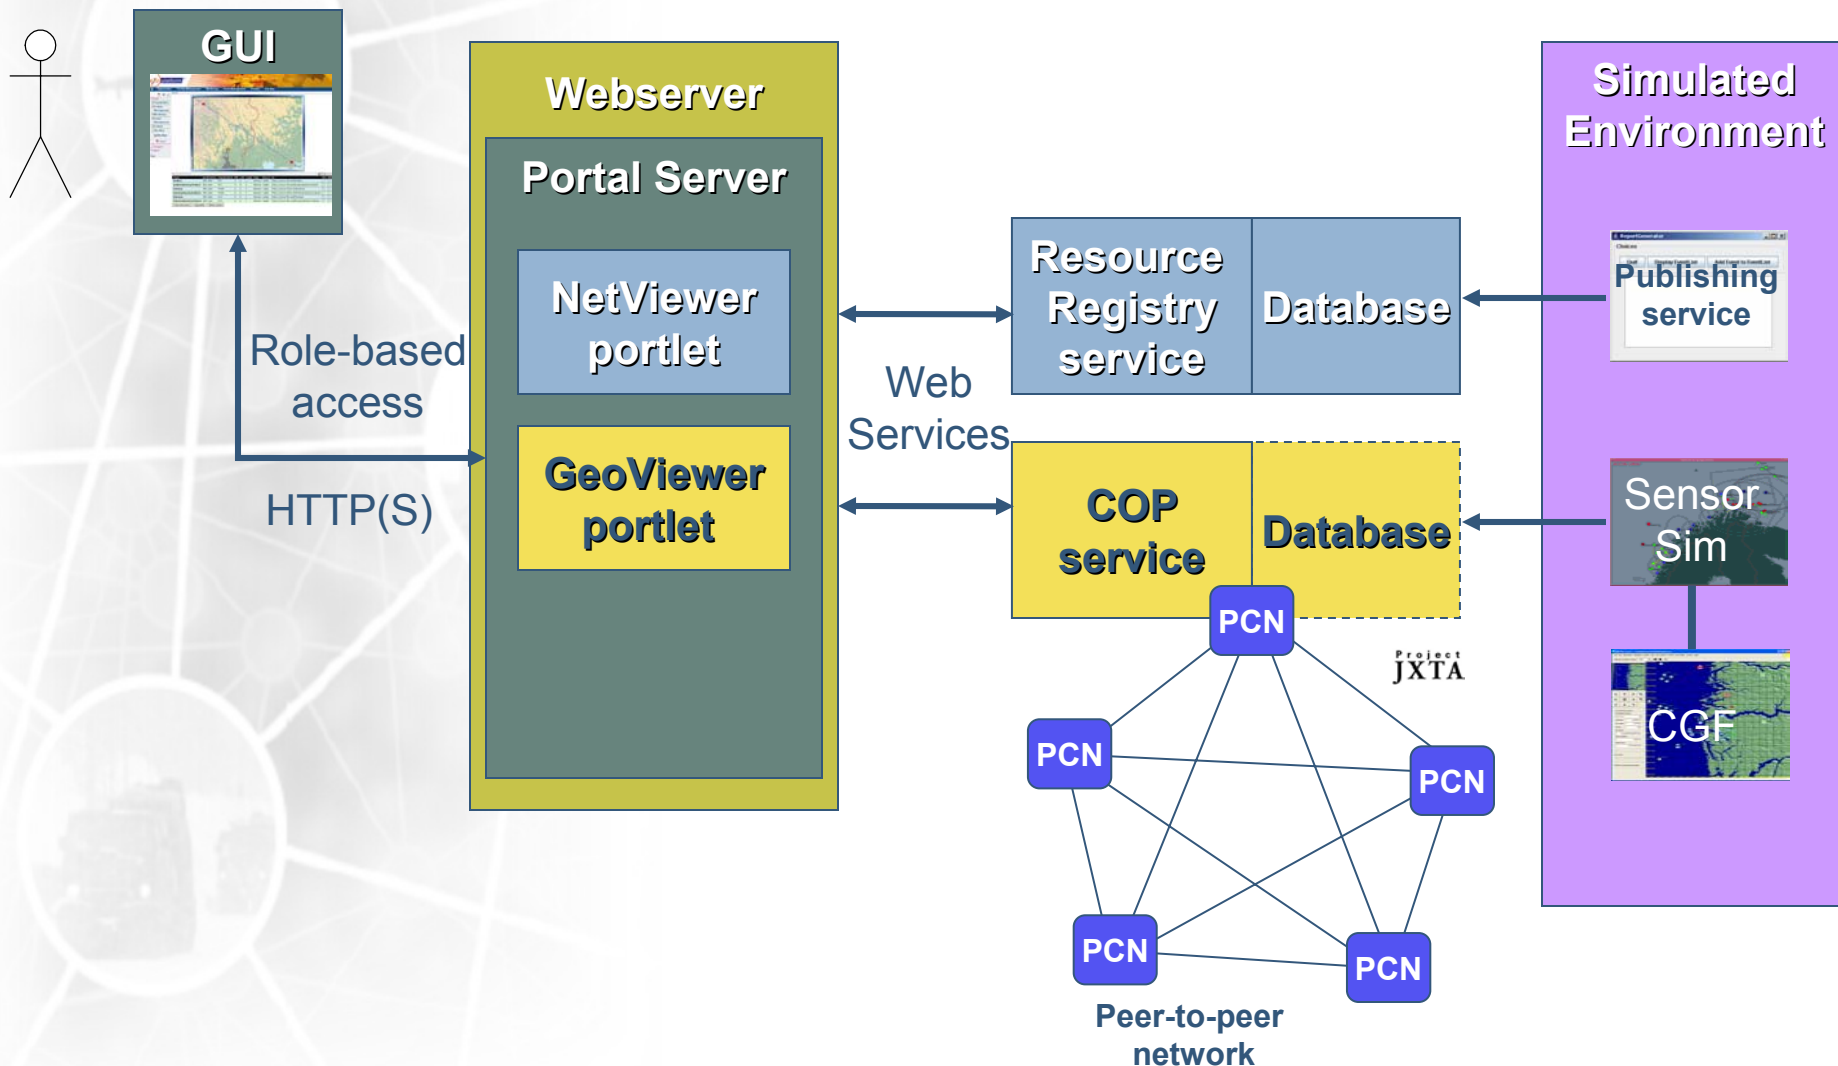 GUI
Webserver
Portal Server
NetViewer
portlet
GeoViewer
portlet
Role-based
access
HTTP(S)
Web
Services
Resource
Registry
service
Database
COP
service
Database
PCN
Project
JXTA
PCN
PCN
PCN
PCN
Peer-to-peer
network
Simulated
Environment
ReportGenerator
Choices
Publishing
service
Sensor
Sim
CGF